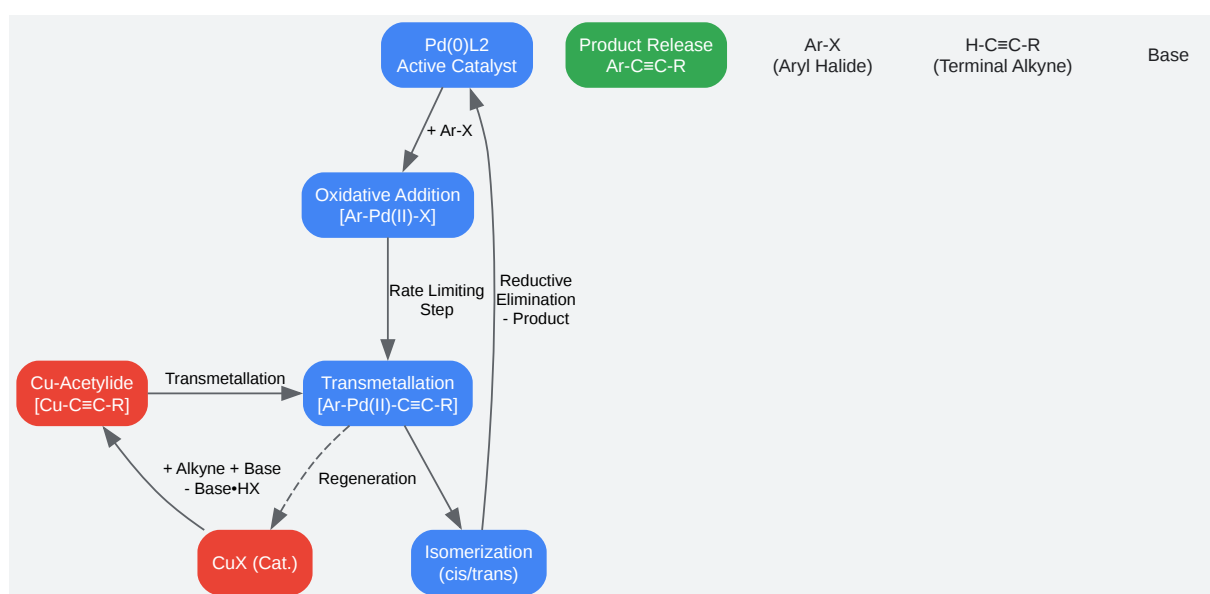 Pd(0)L2
Active Catalyst
Product Release
Ar-C≡C-R
Ar-X
(Aryl Halide)
H-C≡C-R
(Terminal Alkyne)
Base
+ Ar-X
Oxidative Addition
[Ar-Pd(II)-X]
Rate Limiting
Step
Reductive
Elimination
- Product
Cu-Acetylide
[Cu-C≡C-R]
Transmetallation
Transmetallation
[Ar-Pd(II)-C≡C-R]
+ Alkyne + Base
- Base•HX
Regeneration
CuX (Cat.)
Isomerization
(cis/trans)